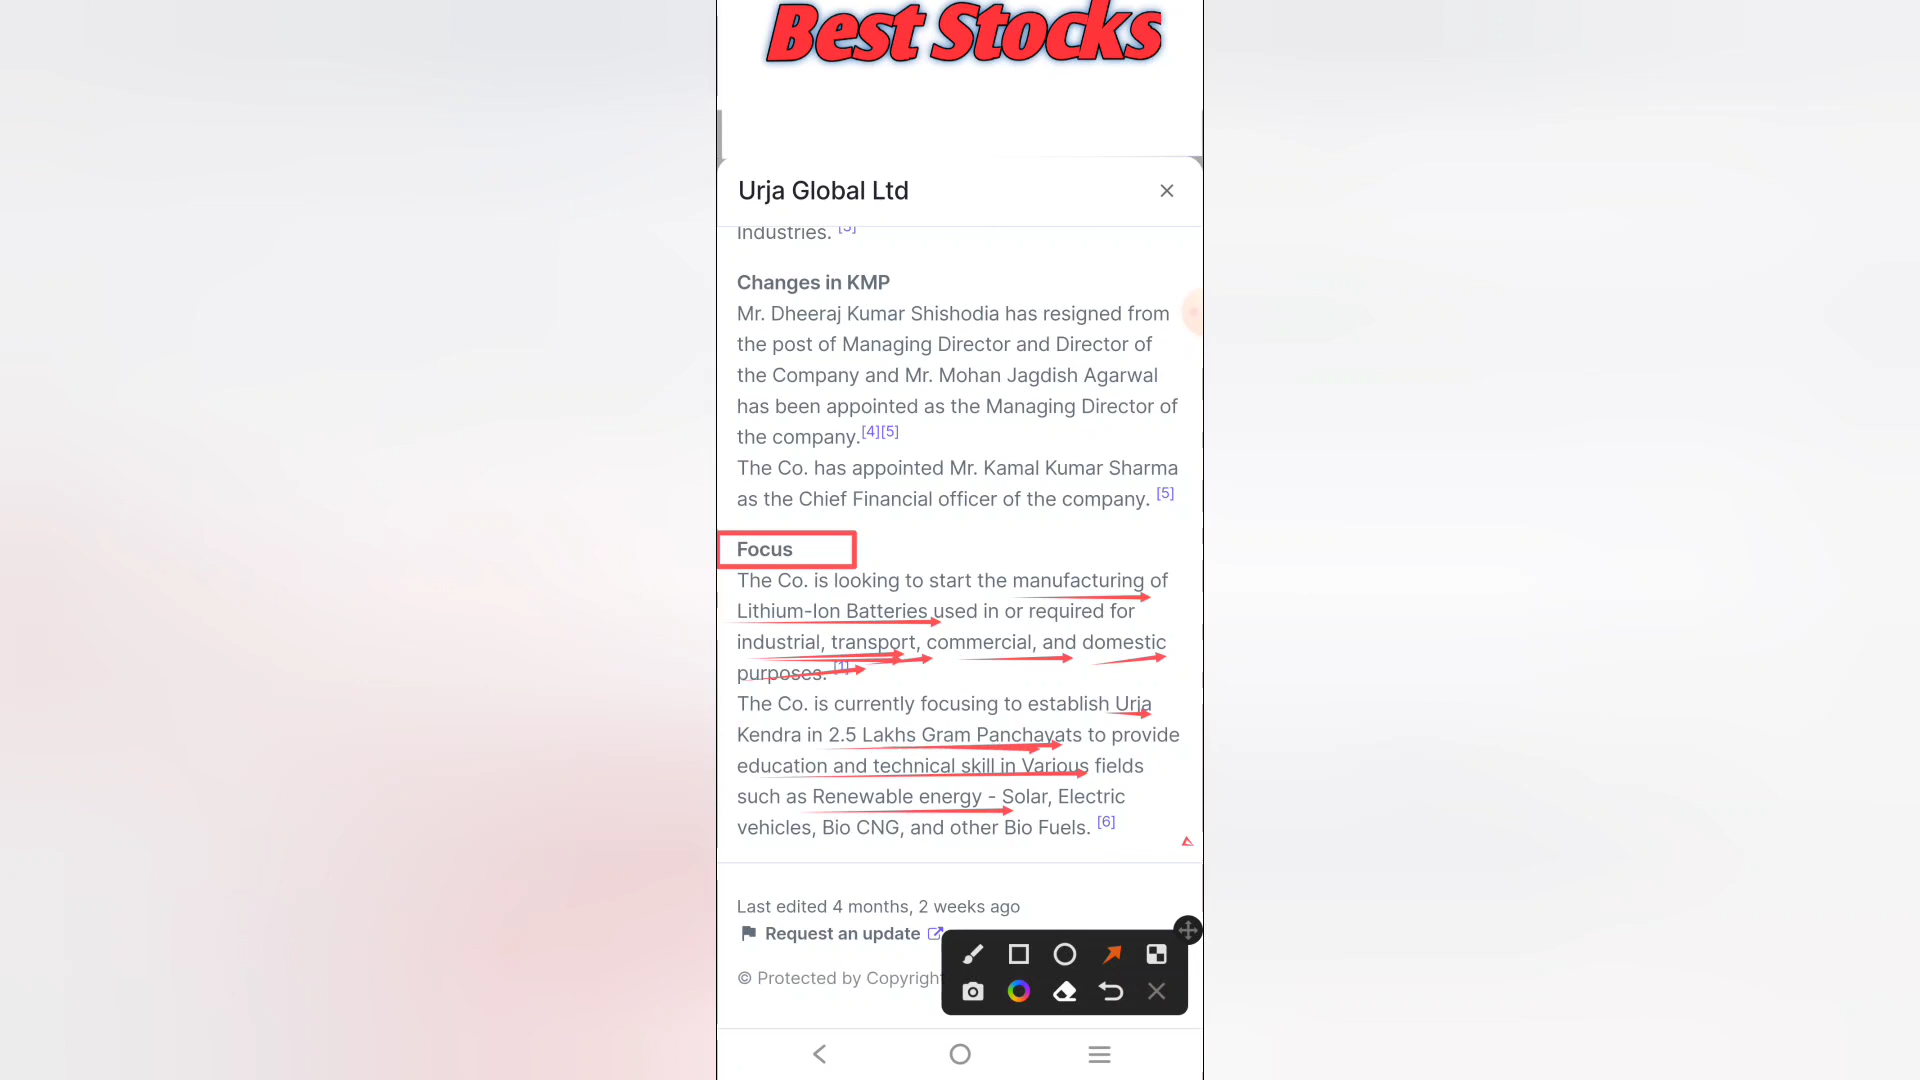 Best Stocks
Urja Global Ltd
Industries. [3]
Changes in KMP
Mr. Dheeraj Kumar Shishodia has resigned from
the post of Managing Director and Director of
the Company and Mr. Mohan Jagdish Agarwal
has been appointed as the Managing Director of
the company.[4][5]
The Co. has appointed Mr. Kamal Kumar Sharma
as the Chief Financial officer of the company. [5]
Focus
The Co. is looking to start the manufacturing of
Lithium-Ion Batteries used in or required for
industrial, transport, commercial, and domestic
purposes. [1]
The Co. is currently focusing to establish Urja
Kendra in 2.5 Lakhs Gram Panchayats to provide
education and technical skill in Various fields
such as Renewable energy - Solar, Electric
vehicles, Bio CNG, and other Bio Fuels. [6]
Last edited 4 months, 2 weeks ago
Request an update
© Protected by Copyright